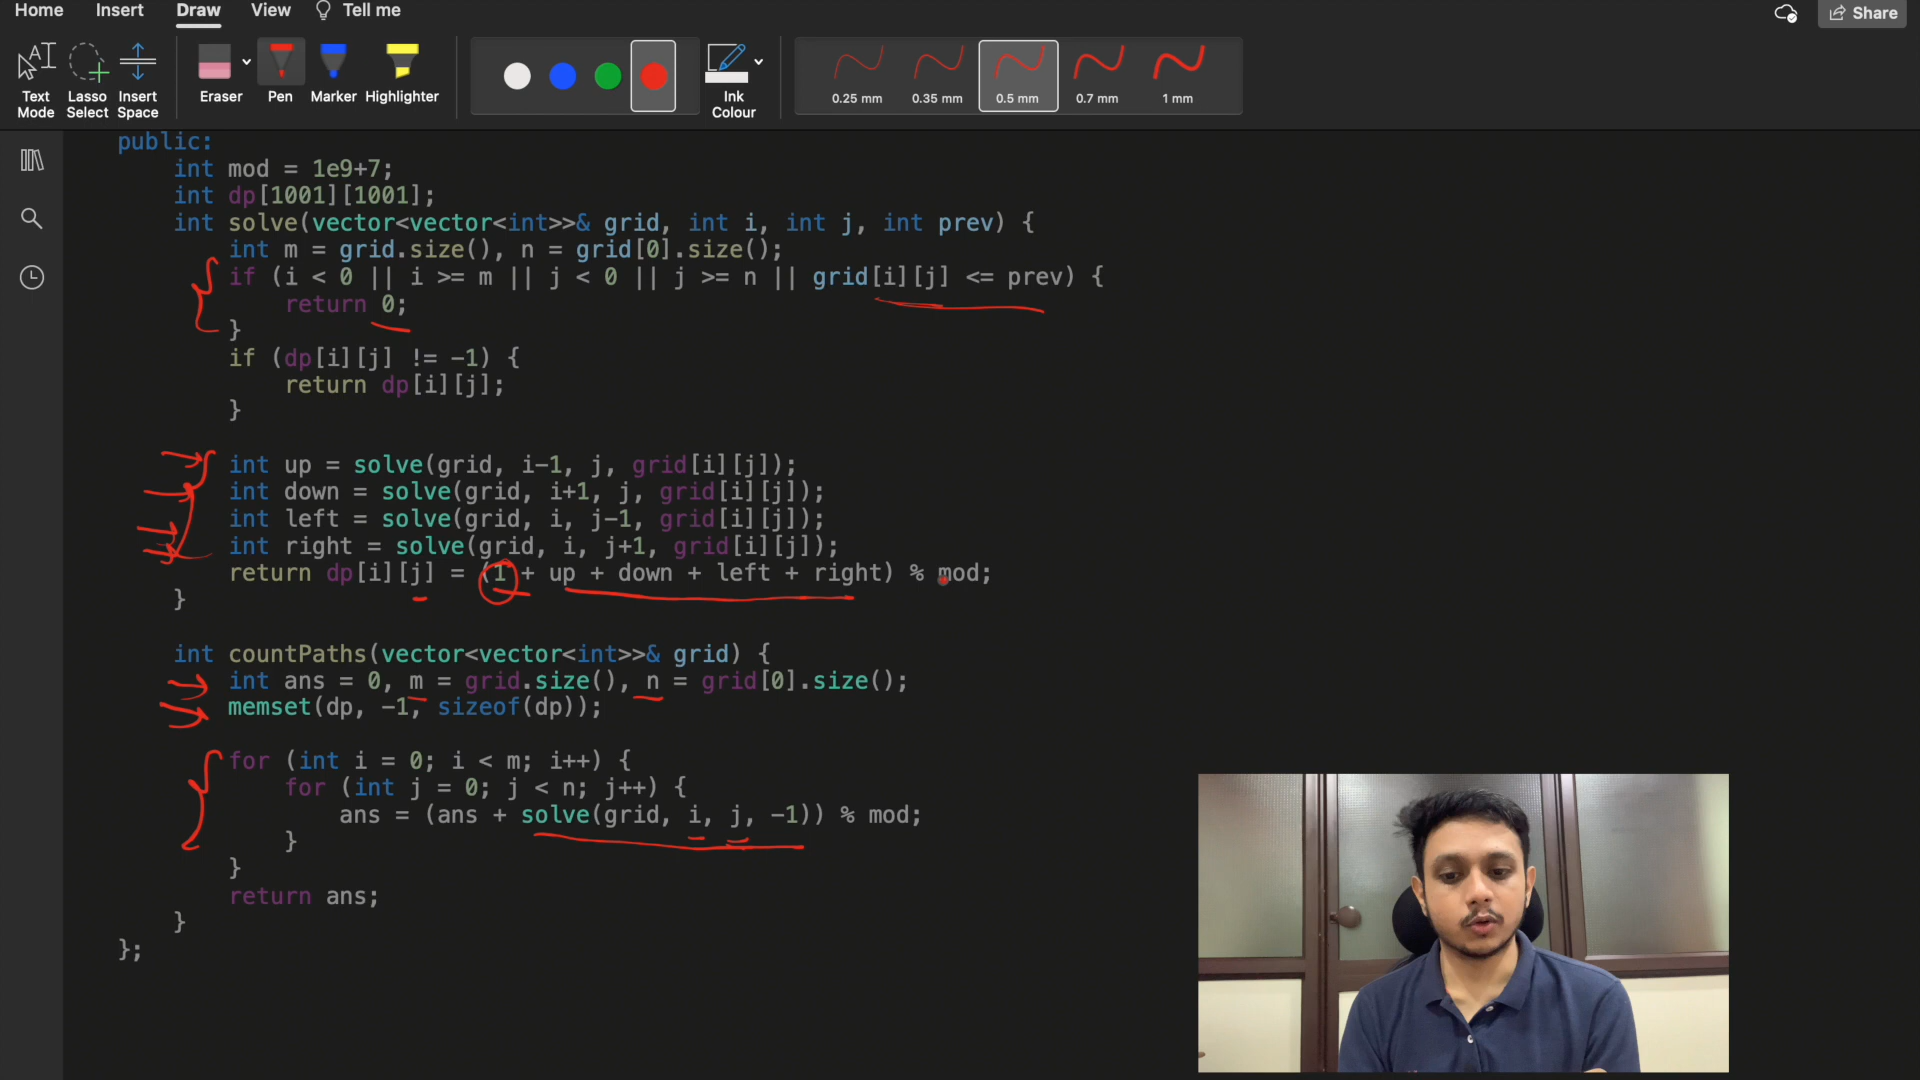 Home Insert Draw View Tell me Share
Text Mode Lasso Select Insert Space Eraser Pen Marker Highlighter Ink Colour 0.25 mm 0.35 mm 0.5 mm 0.7 mm 1 mm
public:
int mod = 1e9+7;
int dp[1001][1001];
int solve(vector<vector<int>>& grid, int i, int j, int prev) {
int m = grid.size(), n = grid[0].size();
if (i < 0 || i >= m || j < 0 || j >= n || grid[i][j] <= prev) {
return 0;
}
if (dp[i][j] != -1) {
return dp[i][j];
}
int up = solve(grid, i-1, j, grid[i][j]);
int down = solve(grid, i+1, j, grid[i][j]);
int left = solve(grid, i, j-1, grid[i][j]);
int right = solve(grid, i, j+1, grid[i][j]);
return dp[i][j] = (1 + up + down + left + right) % mod;
}
int countPaths(vector<vector<int>>& grid) {
int ans = 0, m = grid.size(), n = grid[0].size();
memset(dp, -1, sizeof(dp));
for (int i = 0; i < m; i++) {
for (int j = 0; j < n; j++) {
ans = (ans + solve(grid, i, j, -1)) % mod;
}
}
return ans;
}
};